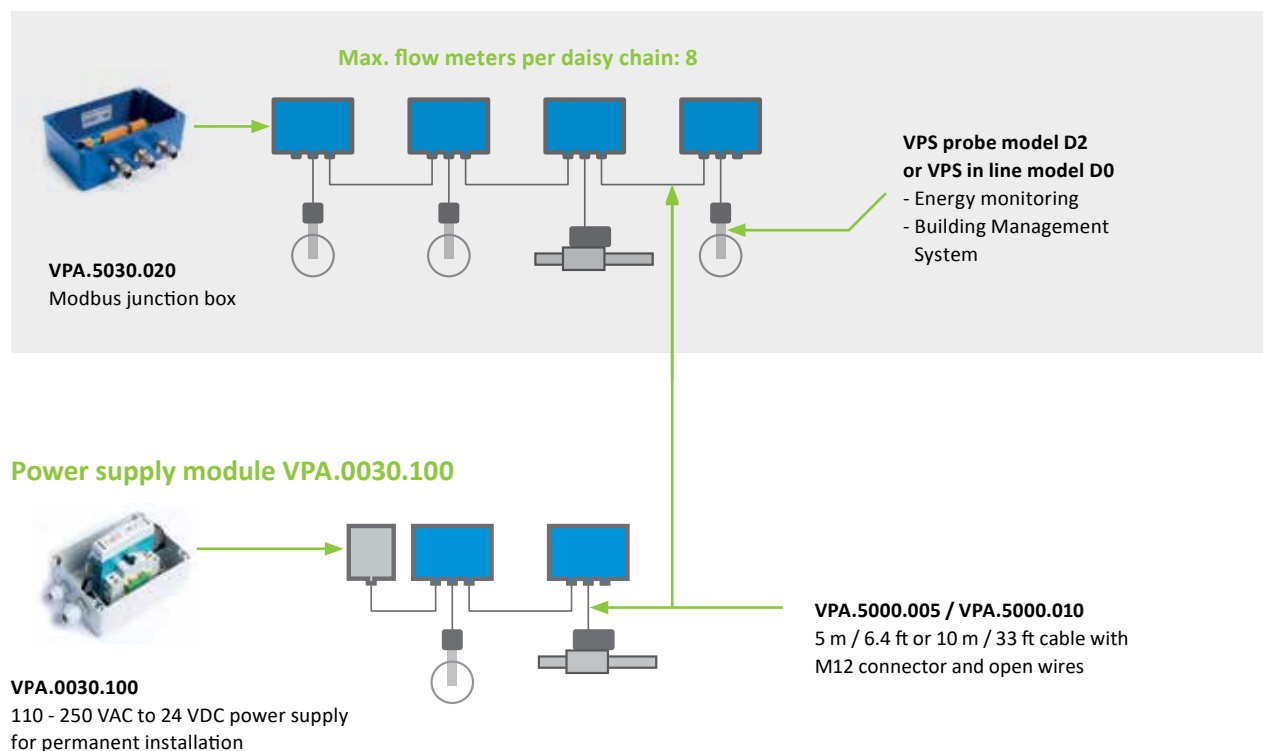 Max. flow meters per daisy chain: 8
VPS probe model D2
or VPS in line model D0
- Energy monitoring
- Building Management
System
VPA.5030.020
Modbus junction box
Power supply module VPA.0030.100
VPA.5000.005 / VPA.5000.010
5 m / 6.4 ft or 10 m / 33 ft cable with
M12 connector and open wires
VPA.0030.100
110 - 250 VAC to 24 VDC power supply
for permanent installation